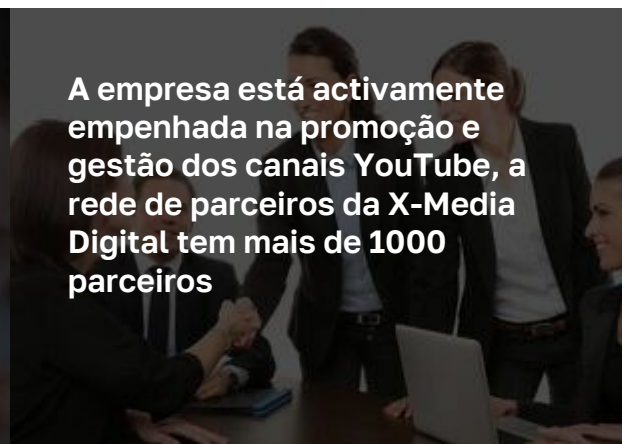 A empresa está activamente
empenhada na promoção e
gestão dos canais YouTube, a
rede de parceiros da X-Media
Digital tem mais de 1000
parceiros